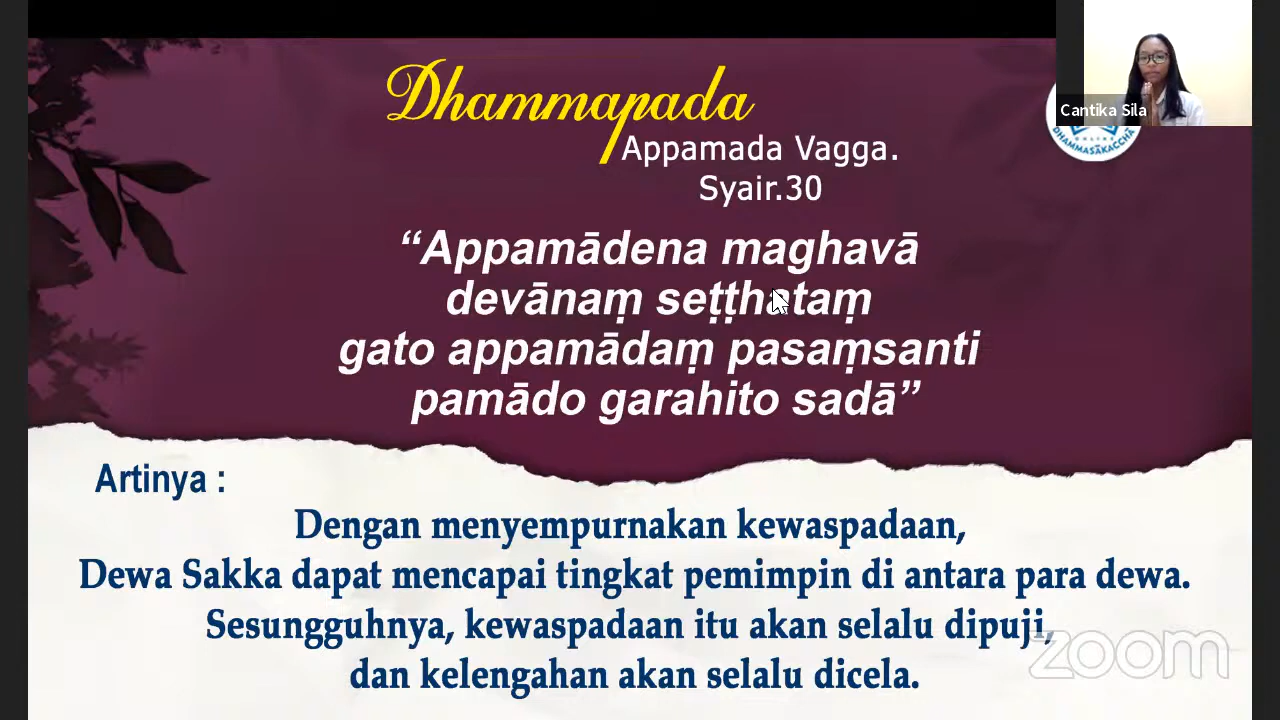 Dhammapada
Appamada Vagga.
Syair.30
Cantika Sila
ONLINE
DHAMMASĀKACCHĀ
“Appamādena maghavā
devānaṃ seṭṭhataṃ
gato appamādaṃ pasaṃsanti
pamādo garahito sadā”
Artinya :
Dengan menyempurnakan kewaspadaan,
Dewa Sakka dapat mencapai tingkat pemimpin di antara para dewa.
Sesungguhnya, kewaspadaan itu akan selalu dipuji,
dan kelengahan akan selalu dicela.
zoom